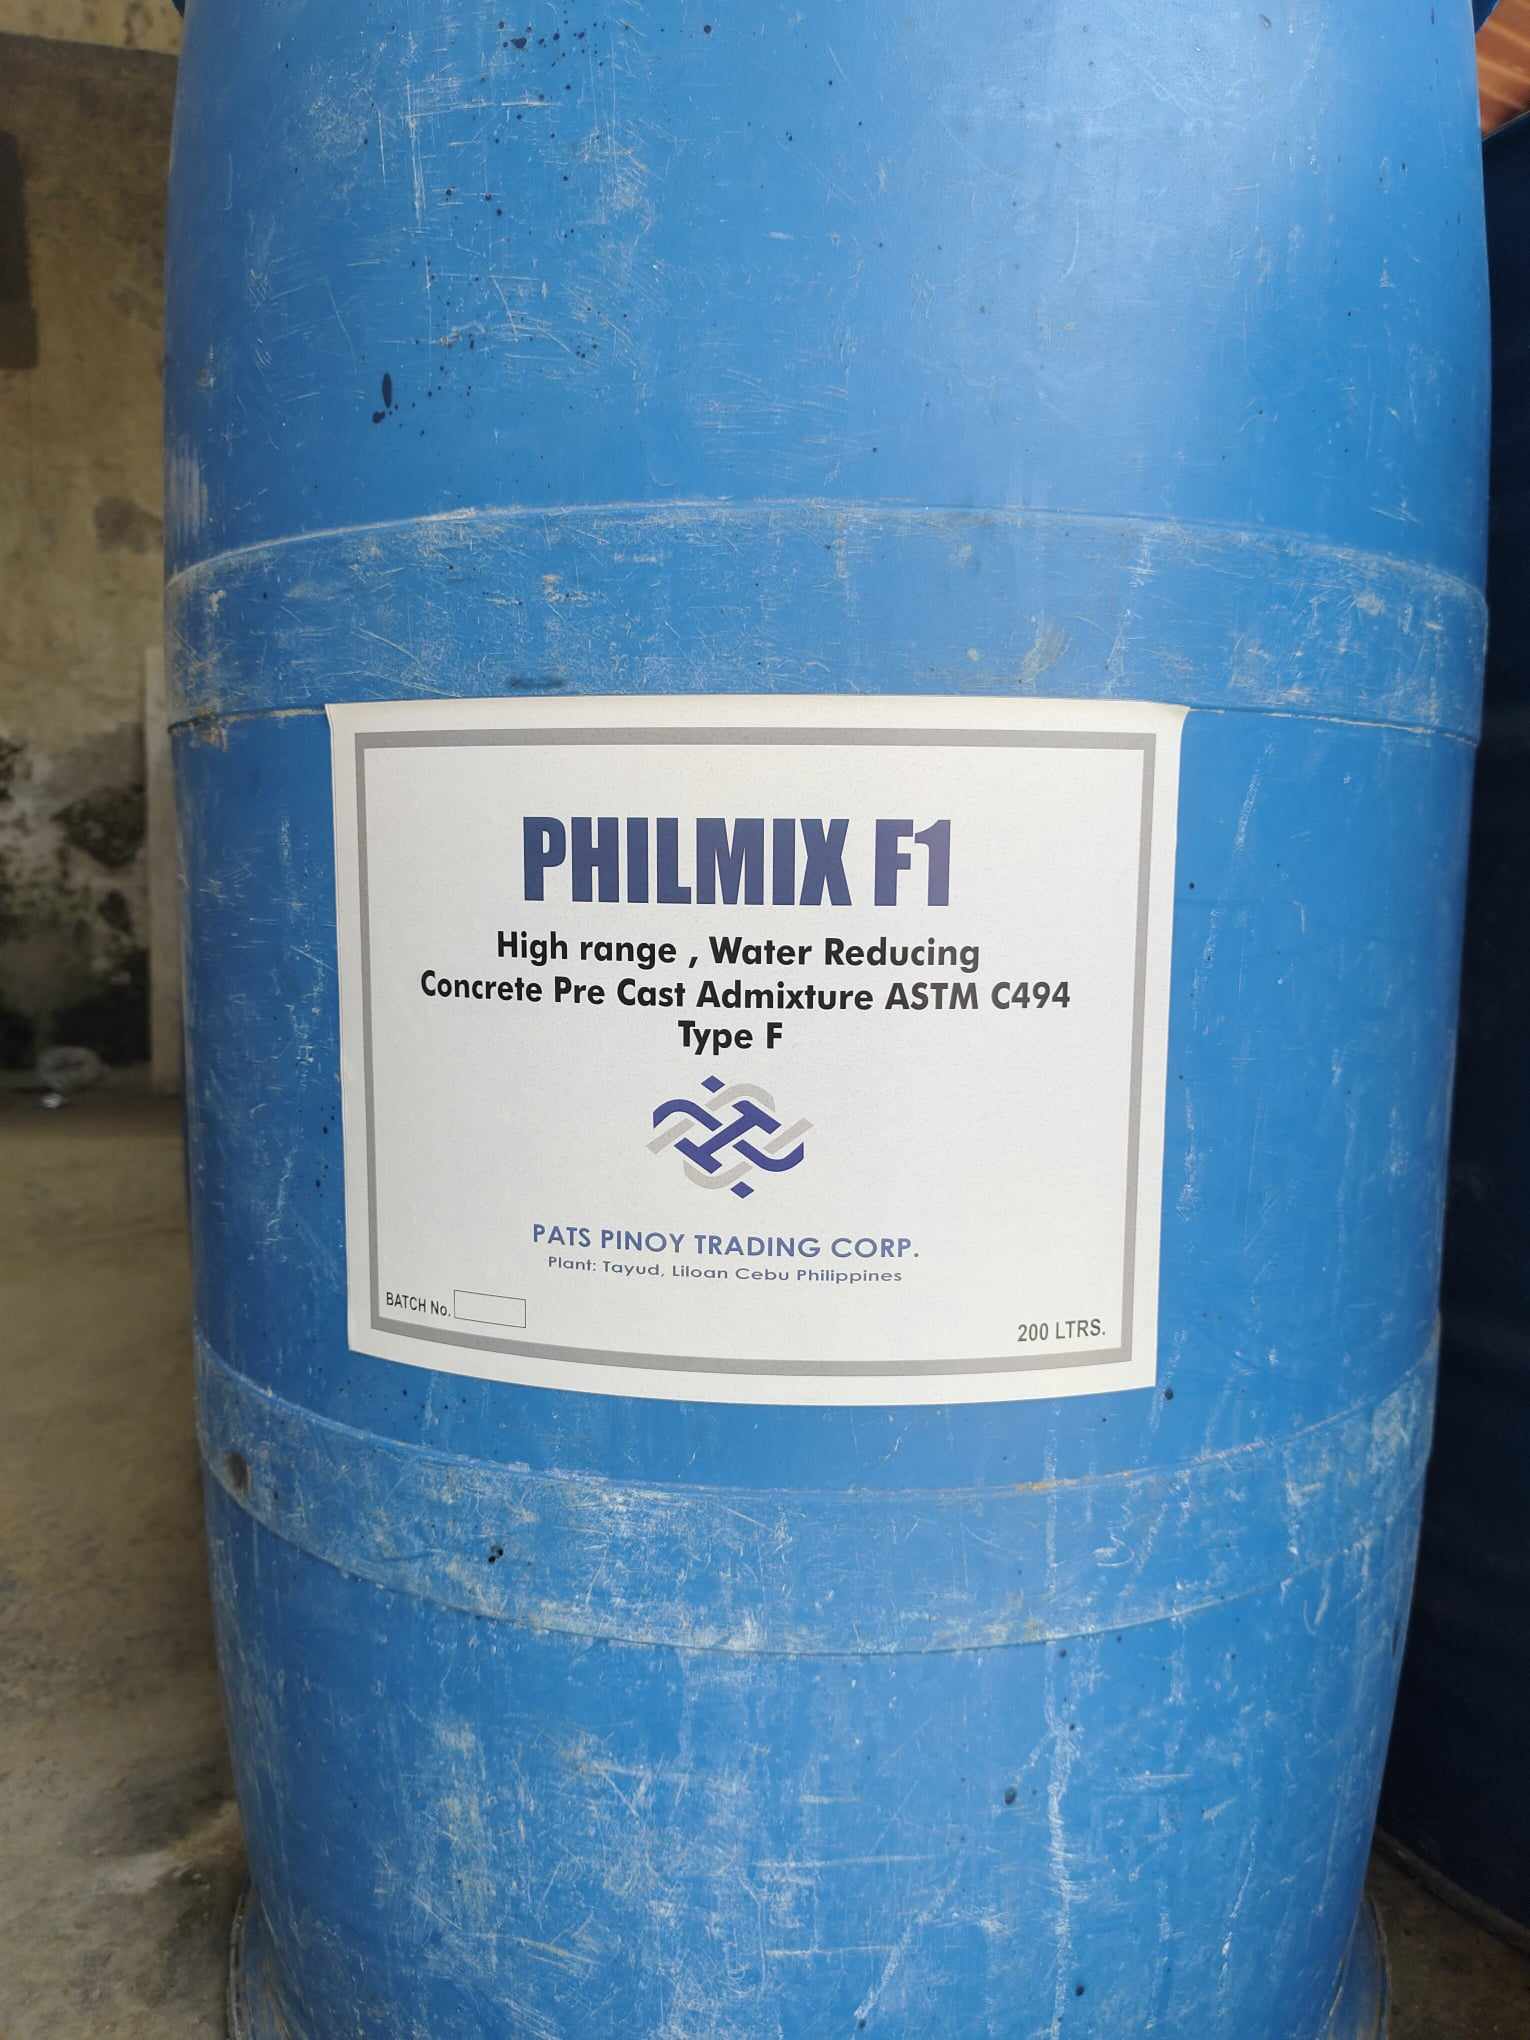 PHILMIX F1
High range , Water Reducing
Concrete Pre Cast Admixture ASTM C494
Type F
PATS PINOY TRADING CORP.
Plant: Tayud, Liloan Cebu Philippines
BATCH No.
200 LTRS.